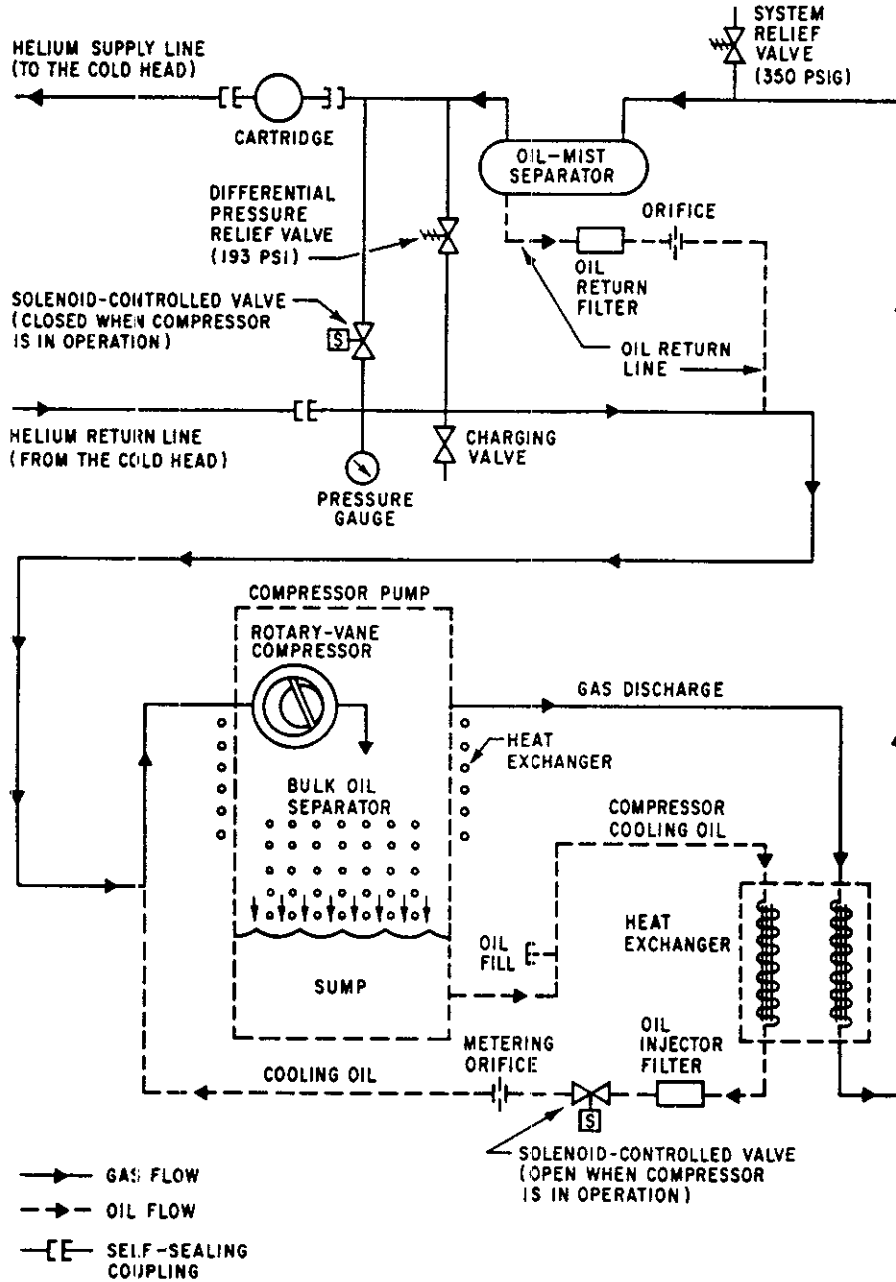 SYSTEM
RELIEF
VALVE
(350 PSIG)
HELIUM SUPPLY LINE
(TO THE COLD HEAD)
CARTRIDGE
OIL-MIST
SEPARATOR
DIFFERENTIAL
PRESSURE
RELIEF VALVE
(193 PSI)
ORIFICE
OIL
RETURN
FILTER
SOLENOID-CONTROLLED VALVE
(CLOSED WHEN COMPRESSOR
IS IN OPERATION)
S
OIL RETURN
LINE
HELIUM RETURN LINE
(FROM THE COLD HEAD)
CHARGING
VALVE
PRESSURE
GAUGE
COMPRESSOR PUMP
ROTARY-VANE
COMPRESSOR
GAS DISCHARGE
HEAT
EXCHANGER
BULK OIL
SEPARATOR
COMPRESSOR
COOLING OIL
HEAT
EXCHANGER
OIL
FILL
SUMP
METERING
ORIFICE
OIL
INJECTOR
FILTER
COOLING OIL
S
SOLENOID-CONTROLLED VALVE
(OPEN WHEN COMPRESSOR
IS IN OPERATION)
GAS FLOW
OIL FLOW
SELF-SEALING
COUPLING